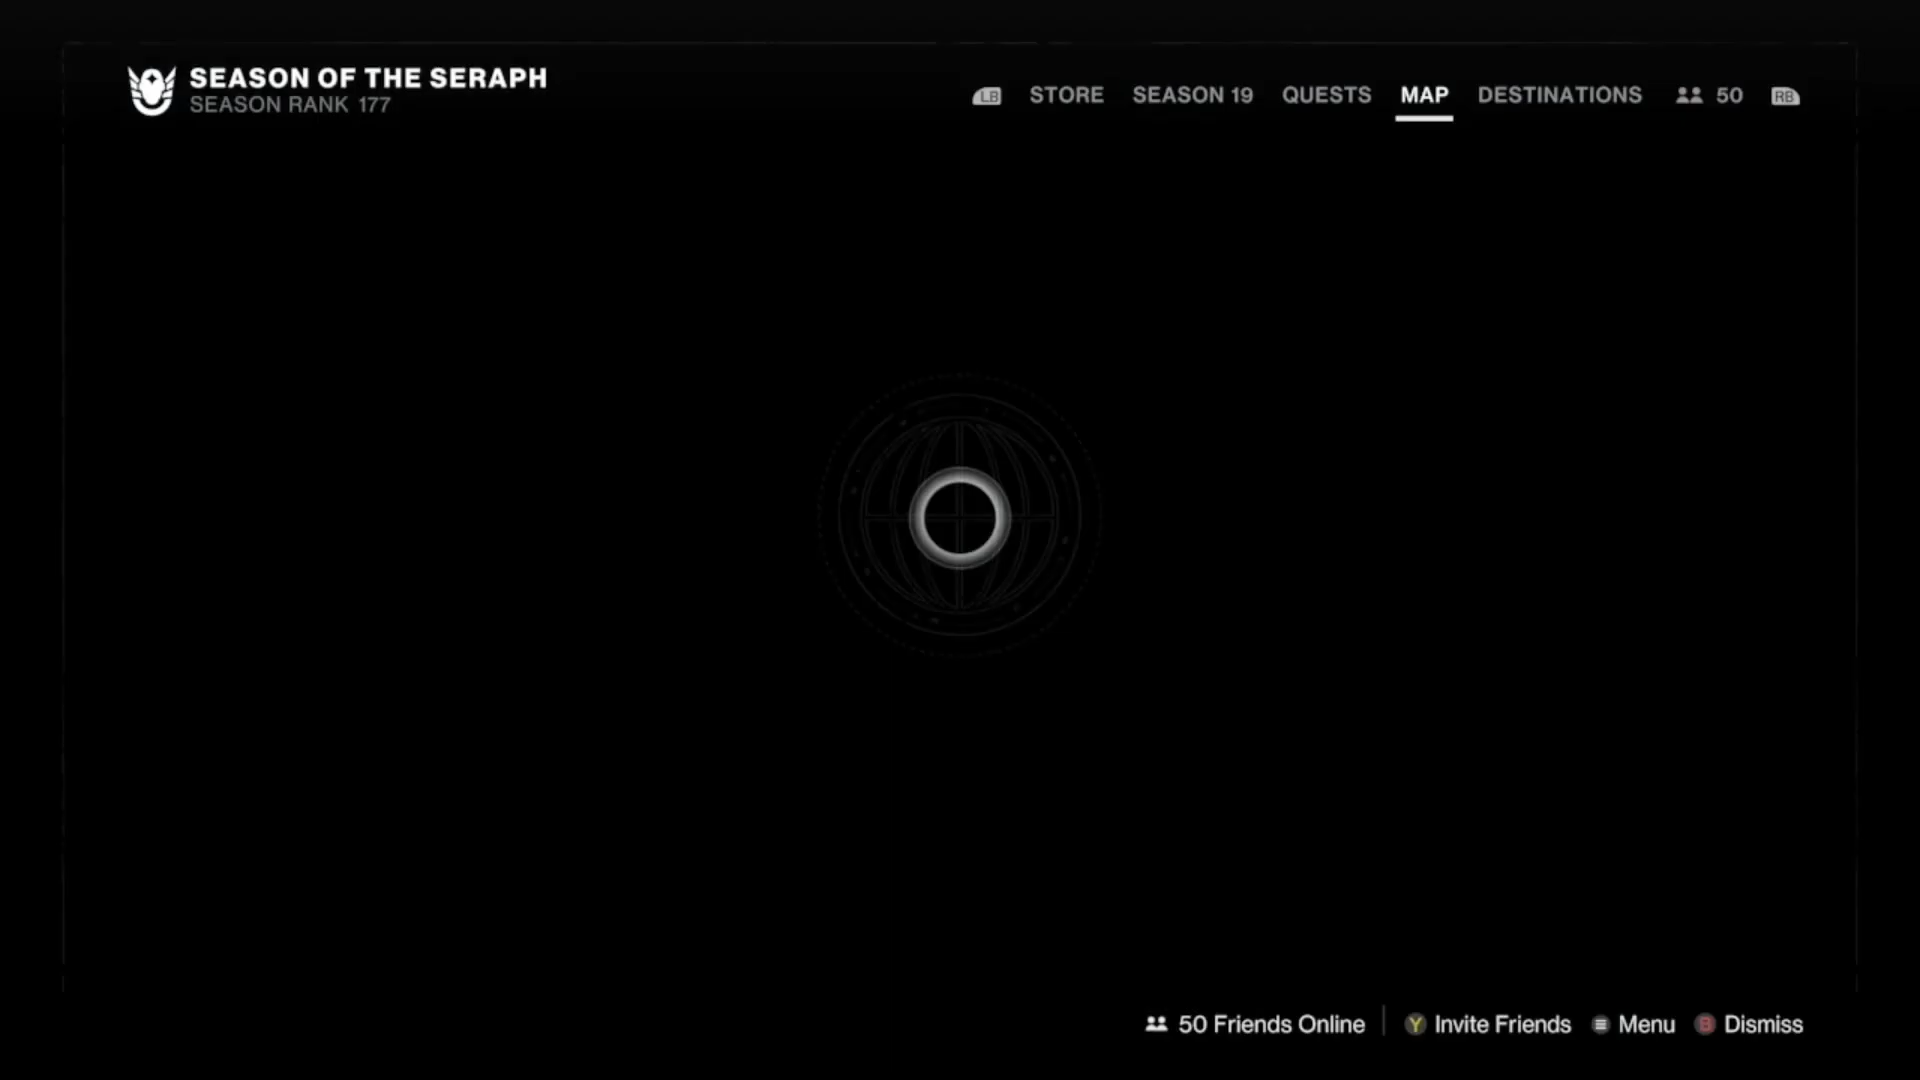 SEASON OF THE SERAPH
SEASON RANK 177
LB STORE SEASON 19 QUESTS MAP DESTINATIONS 50 RB
50 Friends Online Y Invite Friends Menu B Dismiss